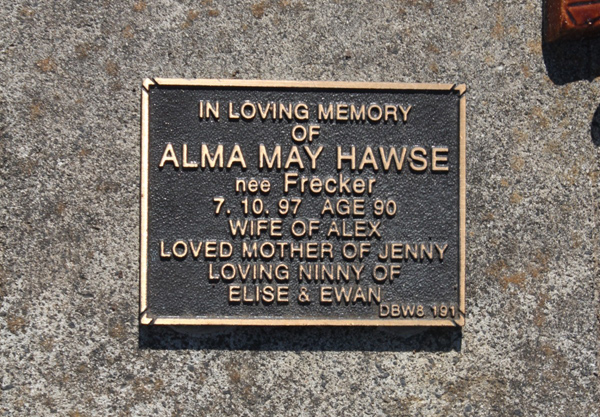 IN LOVING MEMORY
OF
ALMA MAY HAWSE
nee Frecker
7. 10. 97 AGE 90
WIFE OF ALEX
LOVED MOTHER OF JENNY
LOVING NINNY OF
ELISE & EWAN
DBW8 191